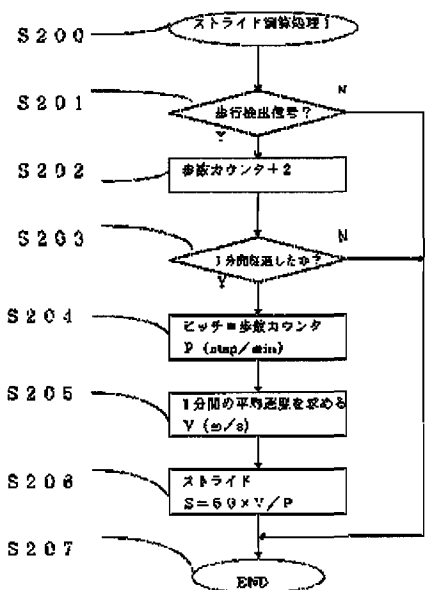 S200
ストライド演算処理1
S201
歩行検出信号?
N
Y
S202
歩数カウンタ+2
S203
1分間経過したか?
N
Y
S204
ピッチ=歩数カウンタ
P (step/min)
S205
1分間の平均速度を求める
V (m/s)
S206
ストライド
S=60×V/P
S207
END